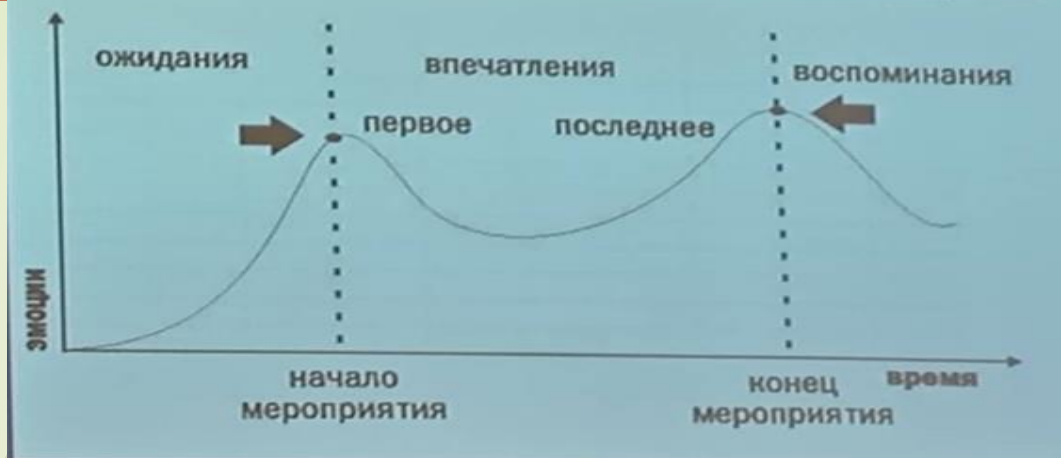 ожидания
впечатления
воспоминания
первое
последнее
эмоции
начало
мероприятия
конец
мероприятия
время